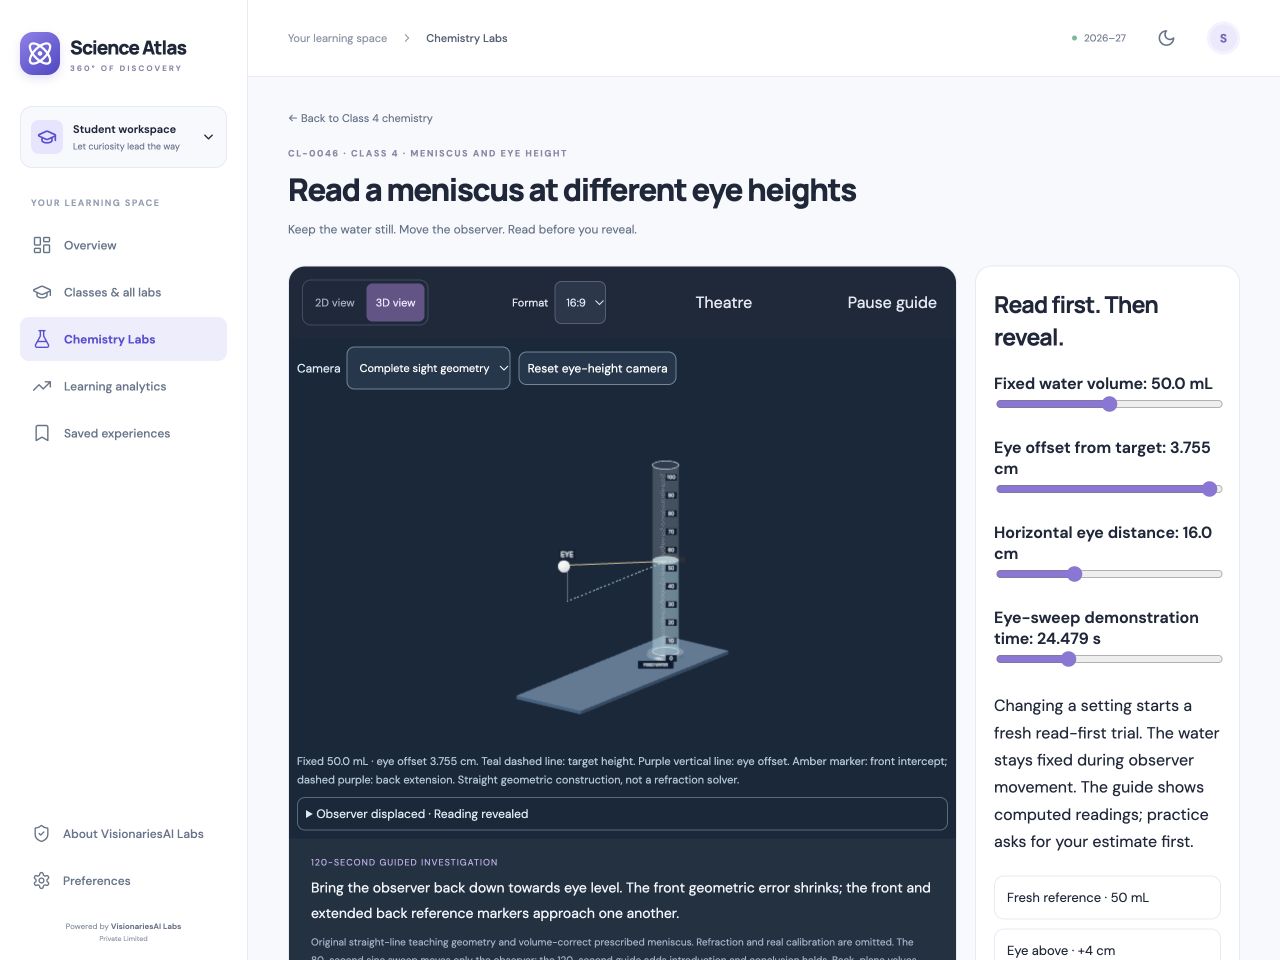 Science Atlas
360° OF DISCOVERY
Student workspace
Let curiosity lead the way
YOUR LEARNING SPACE
Overview
Classes & all labs
Chemistry Labs
Learning analytics
Saved experiences
About VisionariesAI Labs
Preferences
Powered by VisionariesAI Labs
Private Limited
Your learning space > Chemistry Labs
2026–27
S
← Back to Class 4 chemistry
CL-0046 · CLASS 4 · MENISCUS AND EYE HEIGHT
Read a meniscus at different eye heights
Keep the water still. Move the observer. Read before you reveal.
2D view 3D view Format 16:9 Theatre Pause guide
Camera Complete sight geometry Reset eye-height camera
100
90
80
70
60
EYE
50
40
30
20
10
0
Fixed 50.0 mL · eye offset 3.755 cm. Teal dashed line: target height. Purple vertical line: eye offset. Amber marker: front intercept;
dashed purple: back extension. Straight geometric construction, not a refraction solver.
▶ Observer displaced · Reading revealed
120-SECOND GUIDED INVESTIGATION
Bring the observer back down towards eye level. The front geometric error shrinks; the front and
extended back reference markers approach one another.
Original straight-line teaching geometry and volume-correct prescribed meniscus. Refraction and real calibration are omitted. The
Read first. Then
reveal.
Fixed water volume: 50.0 mL
Eye offset from target: 3.755
cm
Horizontal eye distance: 16.0
cm
Eye-sweep demonstration
time: 24.479 s
Changing a setting starts a
fresh read-first trial. The water
stays fixed during observer
movement. The guide shows
computed readings; practice
asks for your estimate first.
Fresh reference · 50 mL
Eye above · +4 cm